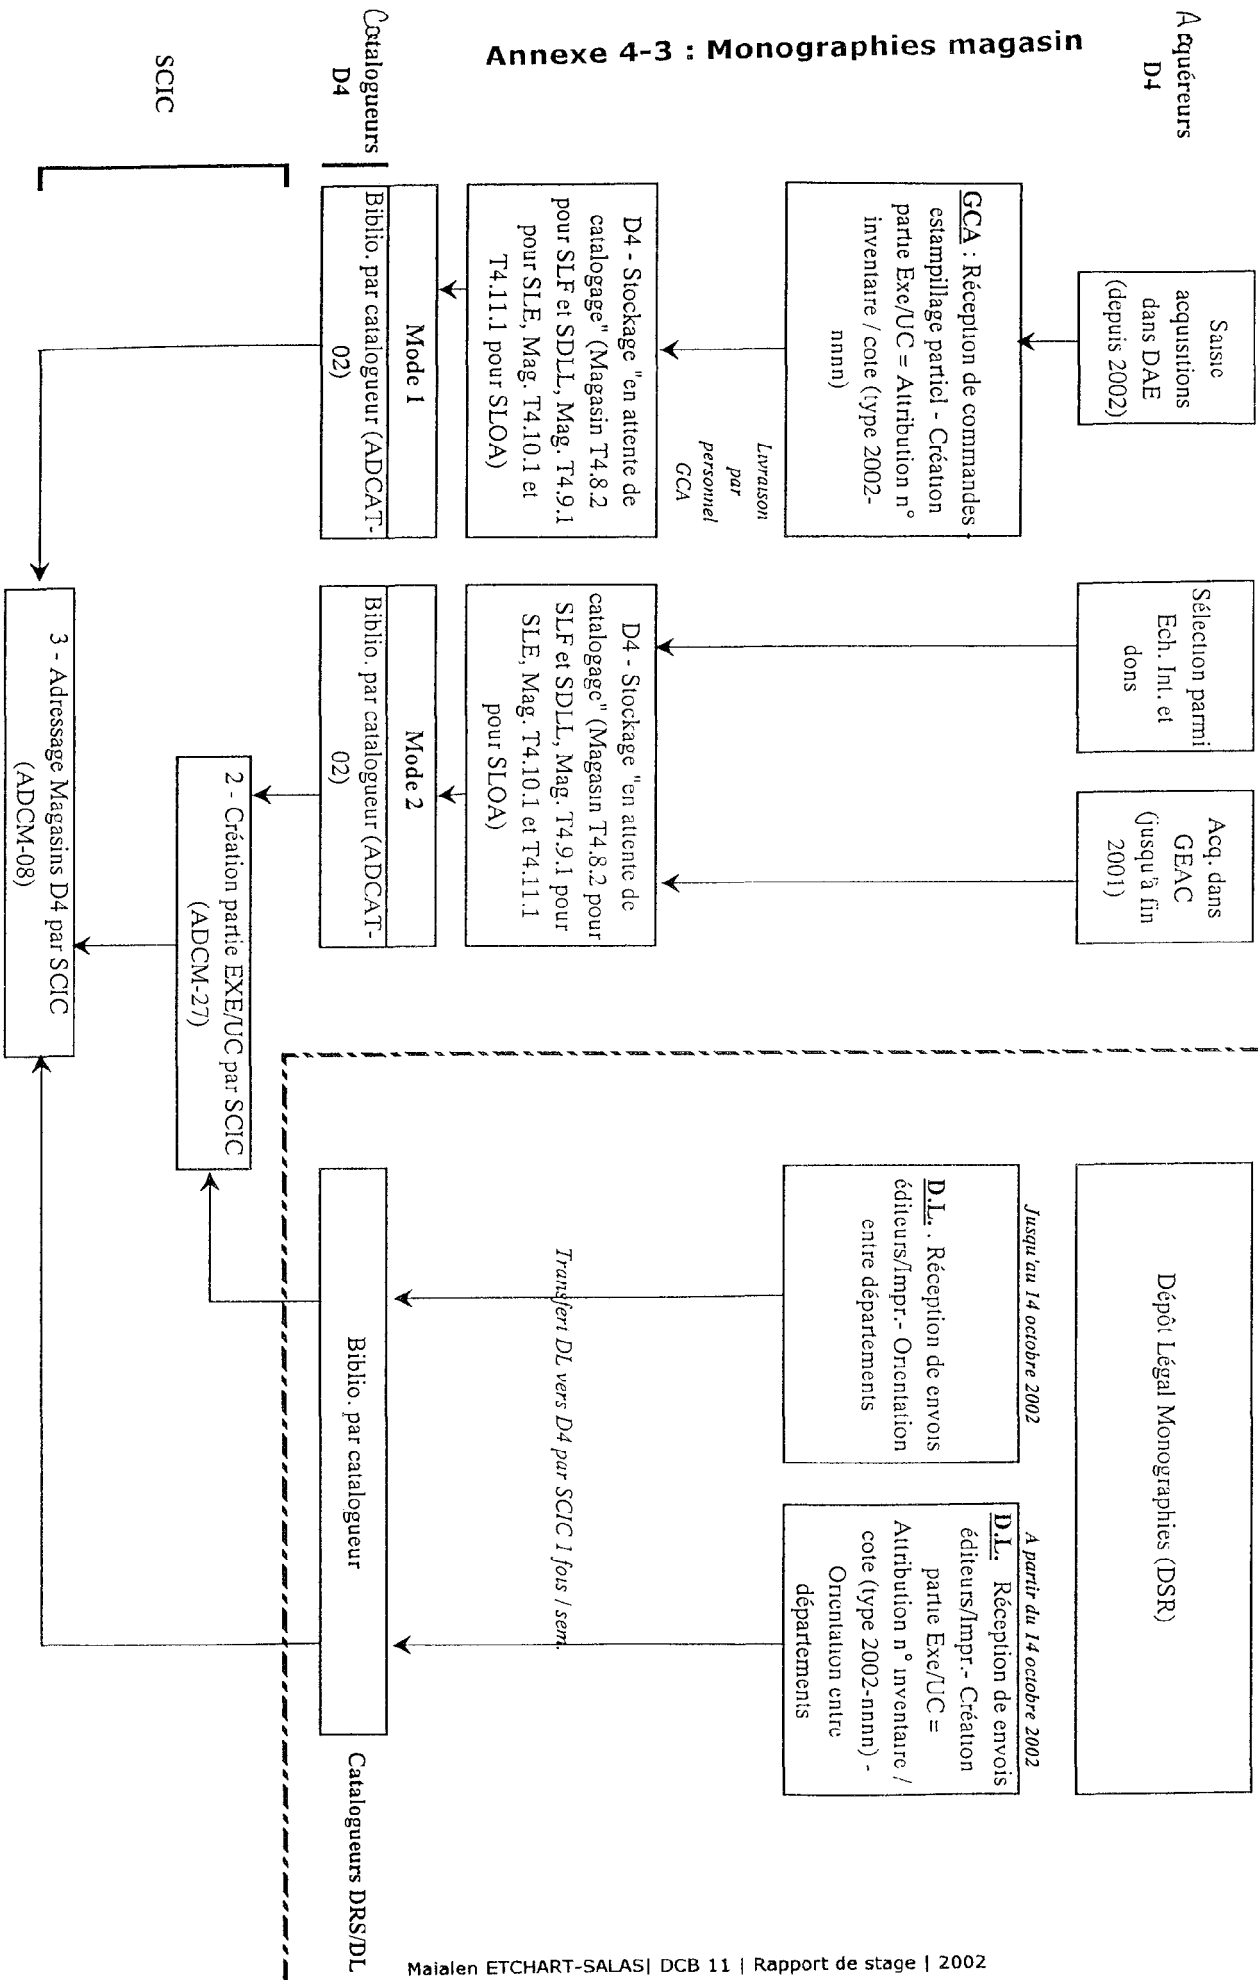 Annexe 4-3 : Monographies magasin
Acquéreurs
D4
Saisie
acquisitions
dans DAE
(depuis 2002)
Sélection parmi
Ech. Int. et
dons
Acq. dans
GEAC
(jusqu'à fin
2001)
Dépôt Légal Monographies (DSR)
GCA : Réception de commandes -
estampillage partiel - Création
partie Exe/UC = Attribution n°
inventaire / cote (type 2002-
nnnn)
Jusqu'au 14 octobre 2002
D.L. . Réception de envois
éditeurs/Impr.- Orientation
entre départements
A partir du 14 octobre 2002
D.L. Réception de envois
éditeurs/Impr.- Création
partie Exe/UC =
Attribution n° inventaire /
cote (type 2002-nnnn) -
Orientation entre
départements
Livraison
par
personnel
GCA
D4 - Stockage "en attente de
catalogage" (Magasin T4.8.2
pour SLF et SDLL, Mag. T4.9.1
pour SLE, Mag. T4.10.1 et
T4.11.1 pour SLOA)
D4 - Stockage "en attente de
catalogage" (Magasin T4.8.2 pour
SLF et SDLL, Mag. T4.9.1 pour
SLE, Mag. T4.10.1 et T4.11.1
pour SLOA)
Transfert DL vers D4 par SCIC 1 fois / sem.
Catalogueurs
D4
Mode 1
Biblio. par catalogueur (ADCAT-
02)
Mode 2
Biblio. par catalogueur (ADCAT-
02)
Biblio. par catalogueur
Catalogueurs DRS/DL
SCIC
2 - Création partie EXE/UC par SCIC
(ADCM-27)
3 - Adressage Magasins D4 par SCIC
(ADCM-08)
Maialen ETCHART-SALAS| DCB 11 | Rapport de stage | 2002